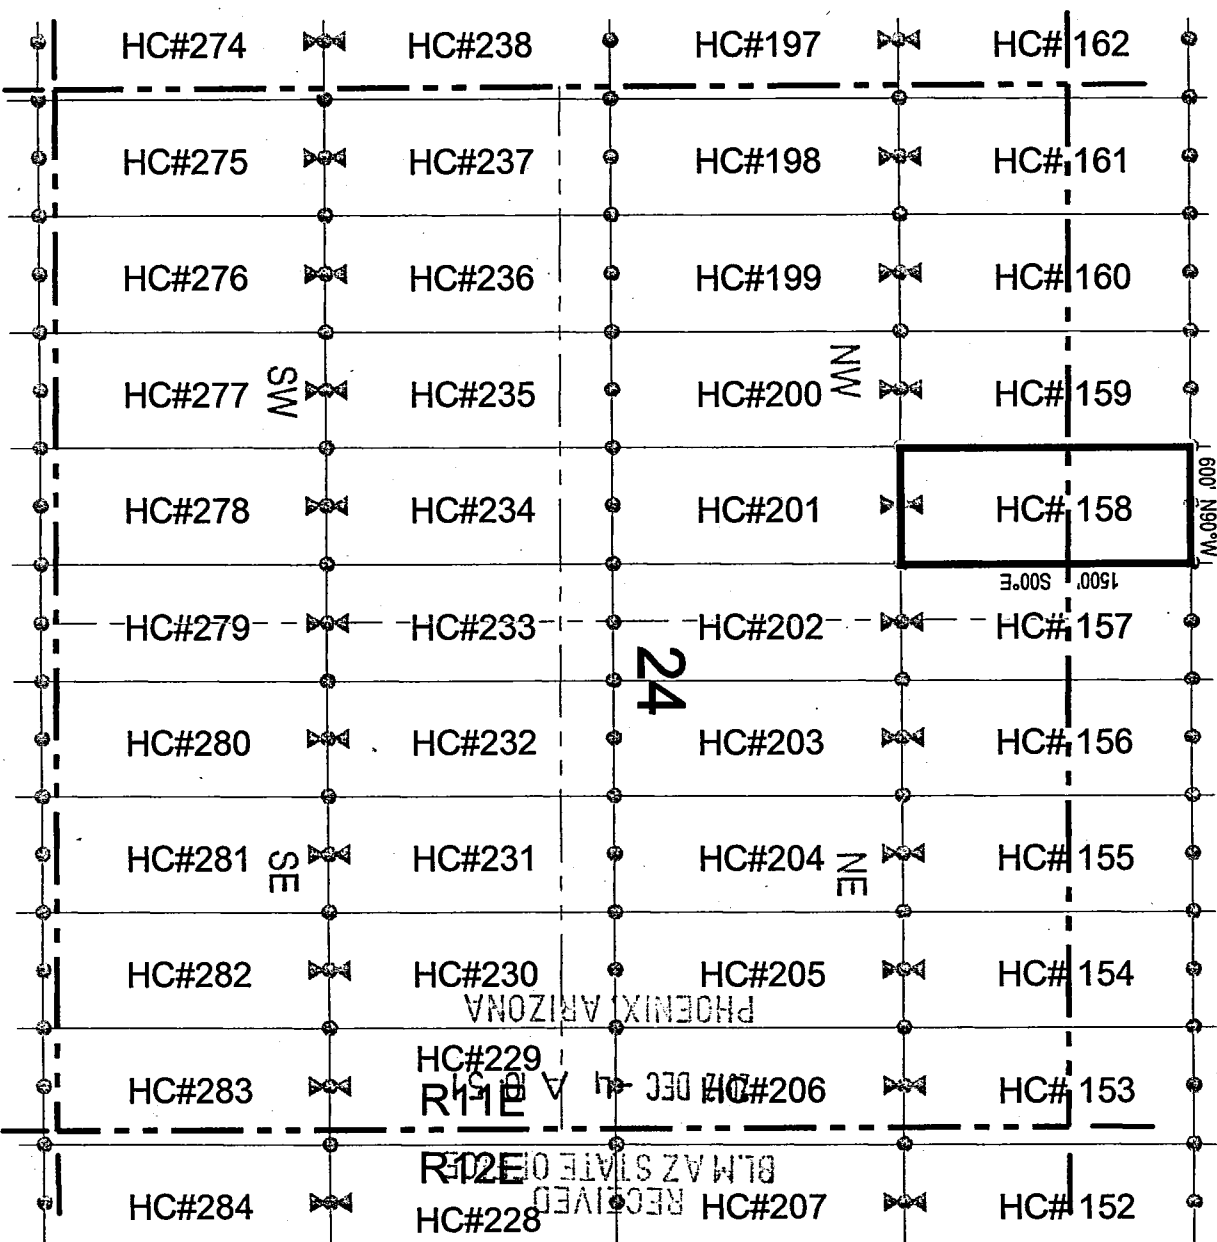 HC#274 HC#238 HC#197 HC# 162
HC#275 HC#237 HC#198 HC# 161
HC#276 HC#236 HC#199 HC# 160
NW
SW
HC#277 HC#235 HC#200 HC# 159
HC#278 HC#234 HC#201 HC# 158
600' N90°W
1500' S00°E
HC#279 HC#233 HC#202 HC# 157
24
HC#280 HC#232 HC#203 HC# 156
HC#281 HC#231 HC#204 HC# 155
SE
NE
HC#282 HC#230 HC#205 HC# 154
PHOENIX, ARIZONA
HC#229
HC#283 HC#206 HC# 153
2012 DEC -4 A
R11E
R12E
BLM AZ STATE OFFICE
RECEIVED
HC#284 HC#228 HC#207 HC# 152